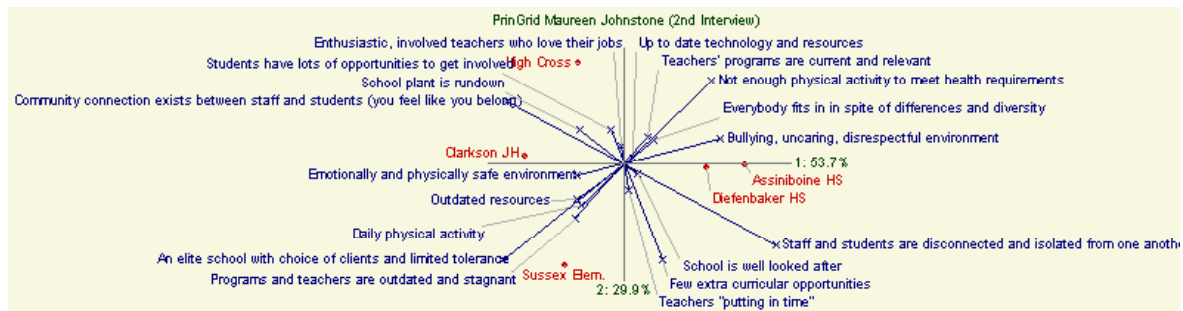 PrinGrid Maureen Johnstone (2nd Interview)
Enthusiastic, involved teachers who love their jobs
Up to date technology and resources
Students have lots of opportunities to get involved
High Cross
Teachers' programs are current and relevant
School plant is rundown
Not enough physical activity to meet health requirements
Community connection exists between staff and students (you feel like you belong)
Everybody fits in in spite of differences and diversity
Bullying, uncaring, disrespectful environment
Clarkson JH
1: 53.7%
Emotionally and physically safe environment
Assiniboine HS
Diefenbaker HS
Outdated resources
Daily physical activity
Staff and students are disconnected and isolated from one anothe
An elite school with choice of clients and limited tolerance
School is well looked after
Programs and teachers are outdated and stagnant
Sussex Elem.
Few extra curricular opportunities
2: 29.9%
Teachers "putting in time"